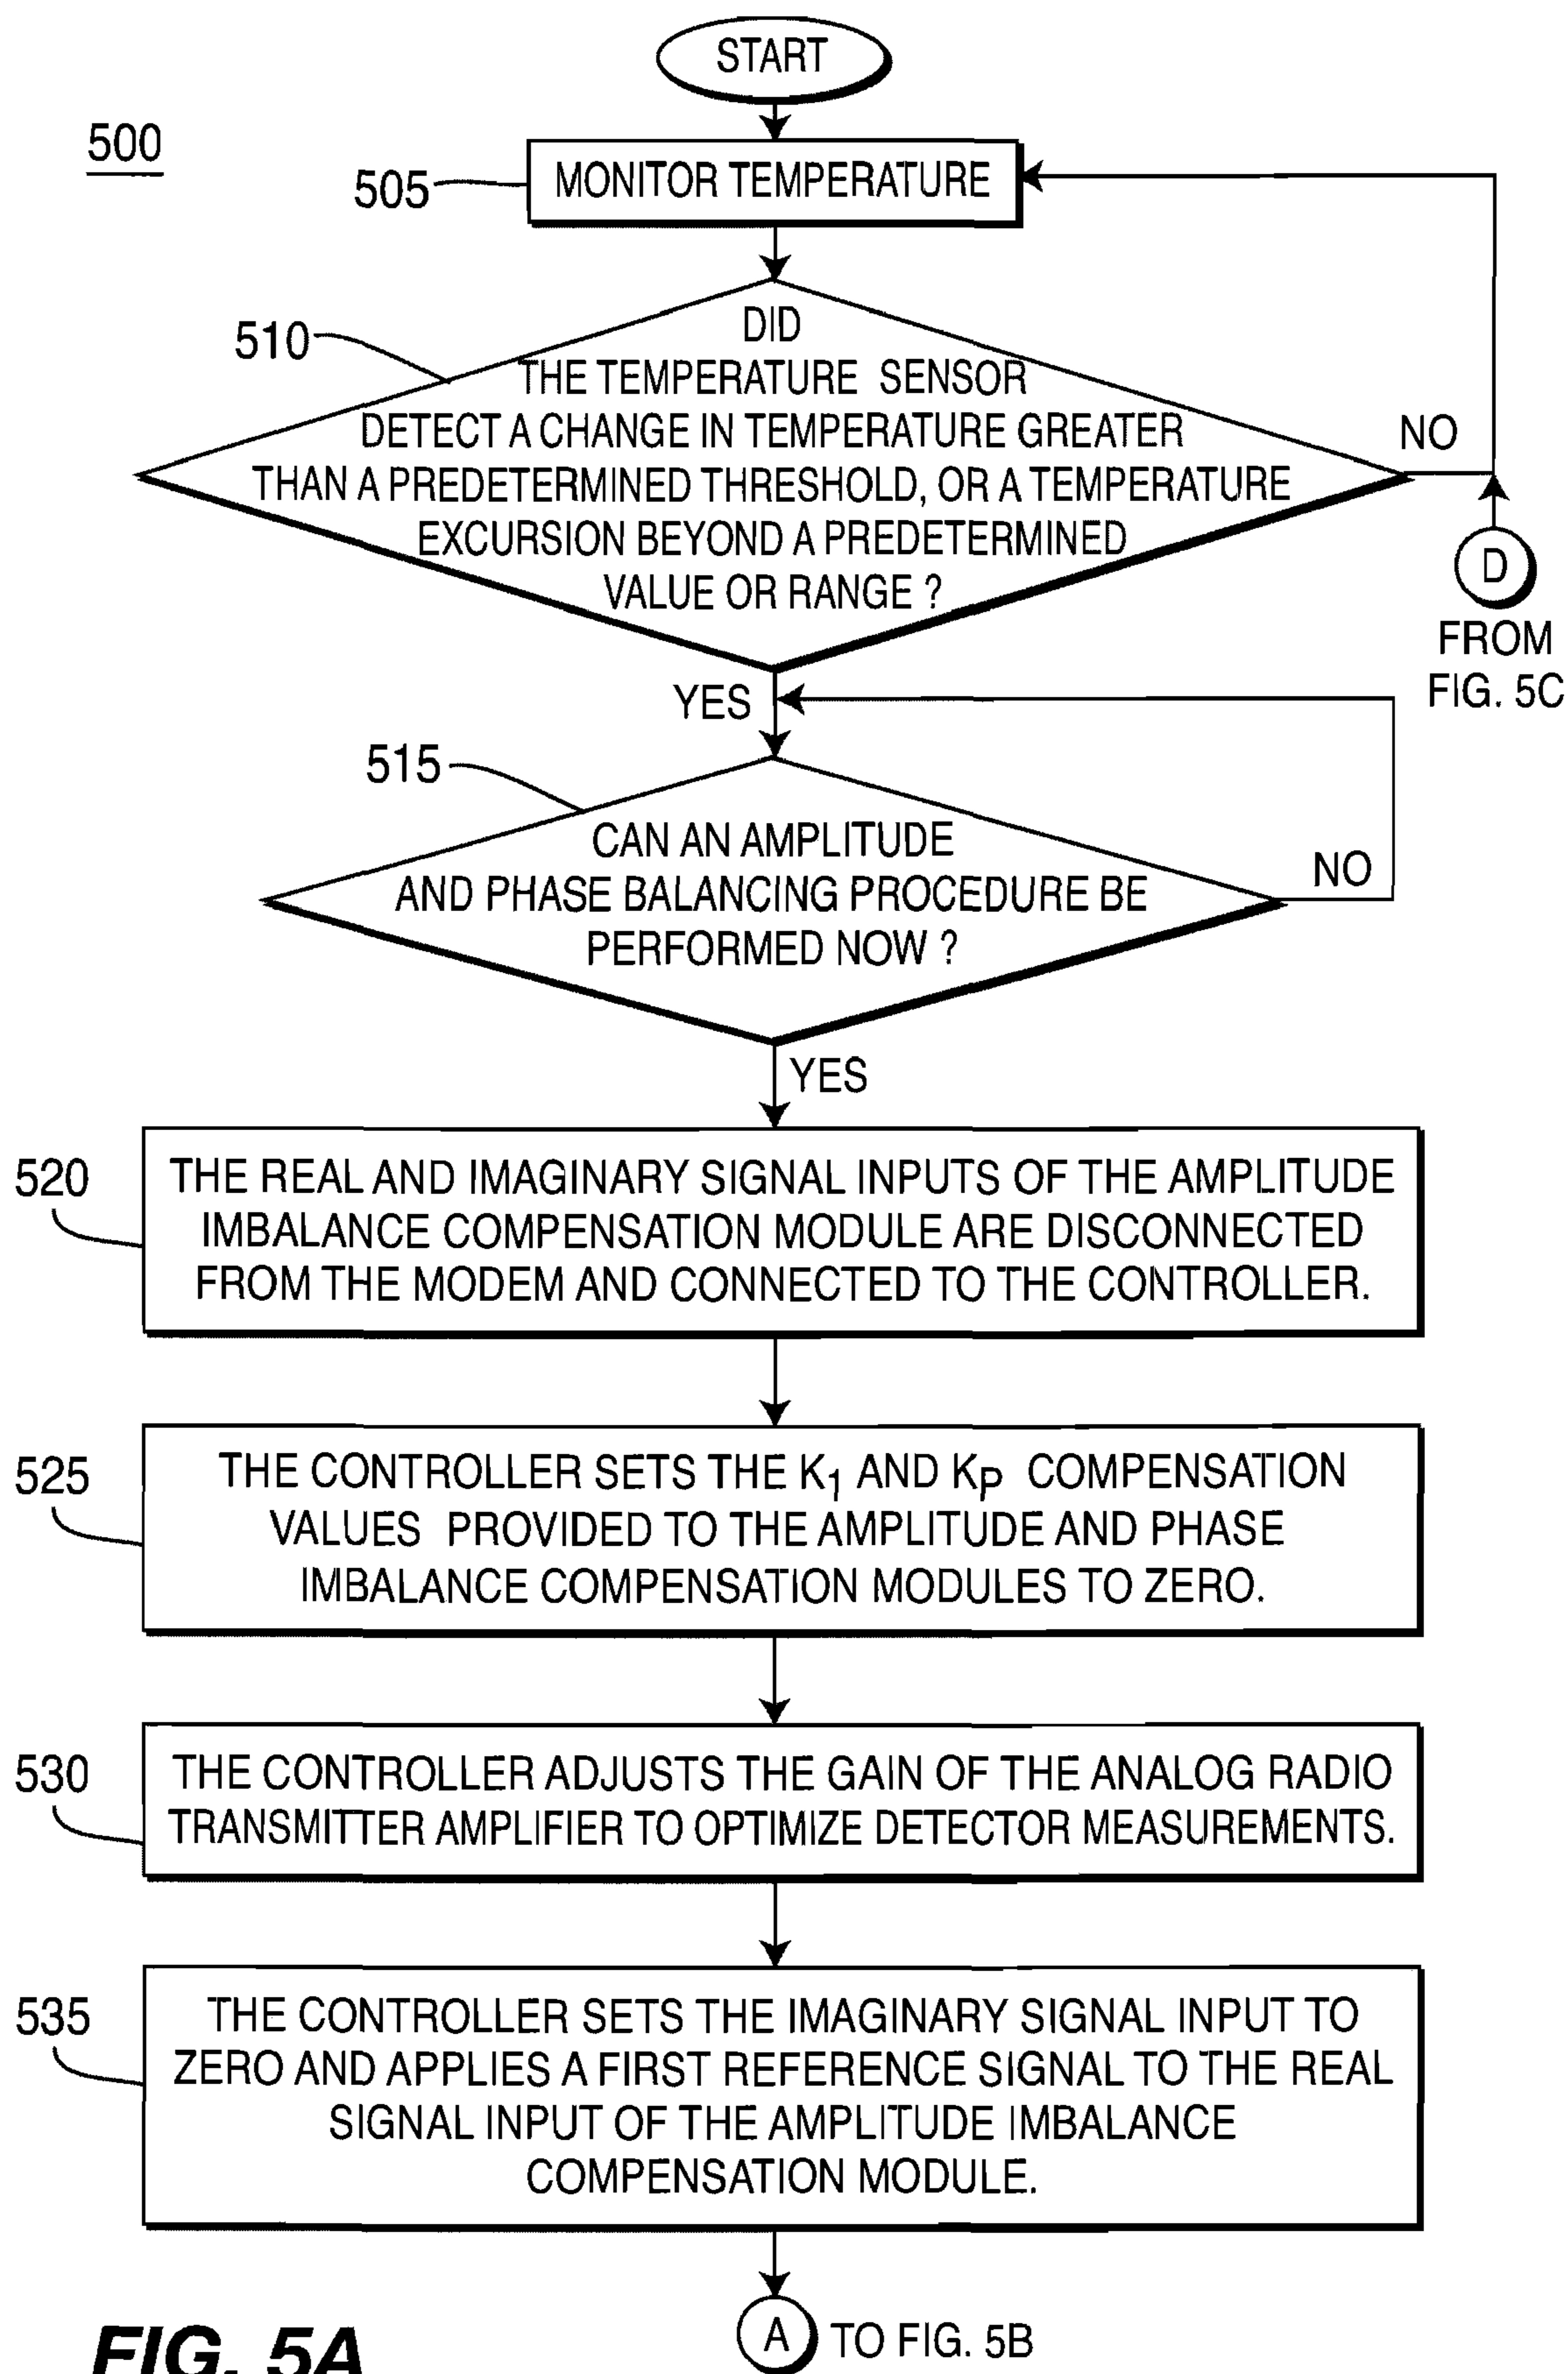 START
500
505
MONITOR TEMPERATURE
510
DID
THE TEMPERATURE SENSOR
DETECT A CHANGE IN TEMPERATURE GREATER
THAN A PREDETERMINED THRESHOLD, OR A TEMPERATURE
EXCURSION BEYOND A PREDETERMINED
VALUE OR RANGE ?
NO
D
FROM
FIG. 5C
YES
515
CAN AN AMPLITUDE
AND PHASE BALANCING PROCEDURE BE
PERFORMED NOW ?
NO
YES
520
THE REAL AND IMAGINARY SIGNAL INPUTS OF THE AMPLITUDE
IMBALANCE COMPENSATION MODULE ARE DISCONNECTED
FROM THE MODEM AND CONNECTED TO THE CONTROLLER.
525
THE CONTROLLER SETS THE K1 AND KP COMPENSATION
VALUES PROVIDED TO THE AMPLITUDE AND PHASE
IMBALANCE COMPENSATION MODULES TO ZERO.
530
THE CONTROLLER ADJUSTS THE GAIN OF THE ANALOG RADIO
TRANSMITTER AMPLIFIER TO OPTIMIZE DETECTOR MEASUREMENTS.
535
THE CONTROLLER SETS THE IMAGINARY SIGNAL INPUT TO
ZERO AND APPLIES A FIRST REFERENCE SIGNAL TO THE REAL
SIGNAL INPUT OF THE AMPLITUDE IMBALANCE
COMPENSATION MODULE.
A
TO FIG. 5B
FIG. 5A